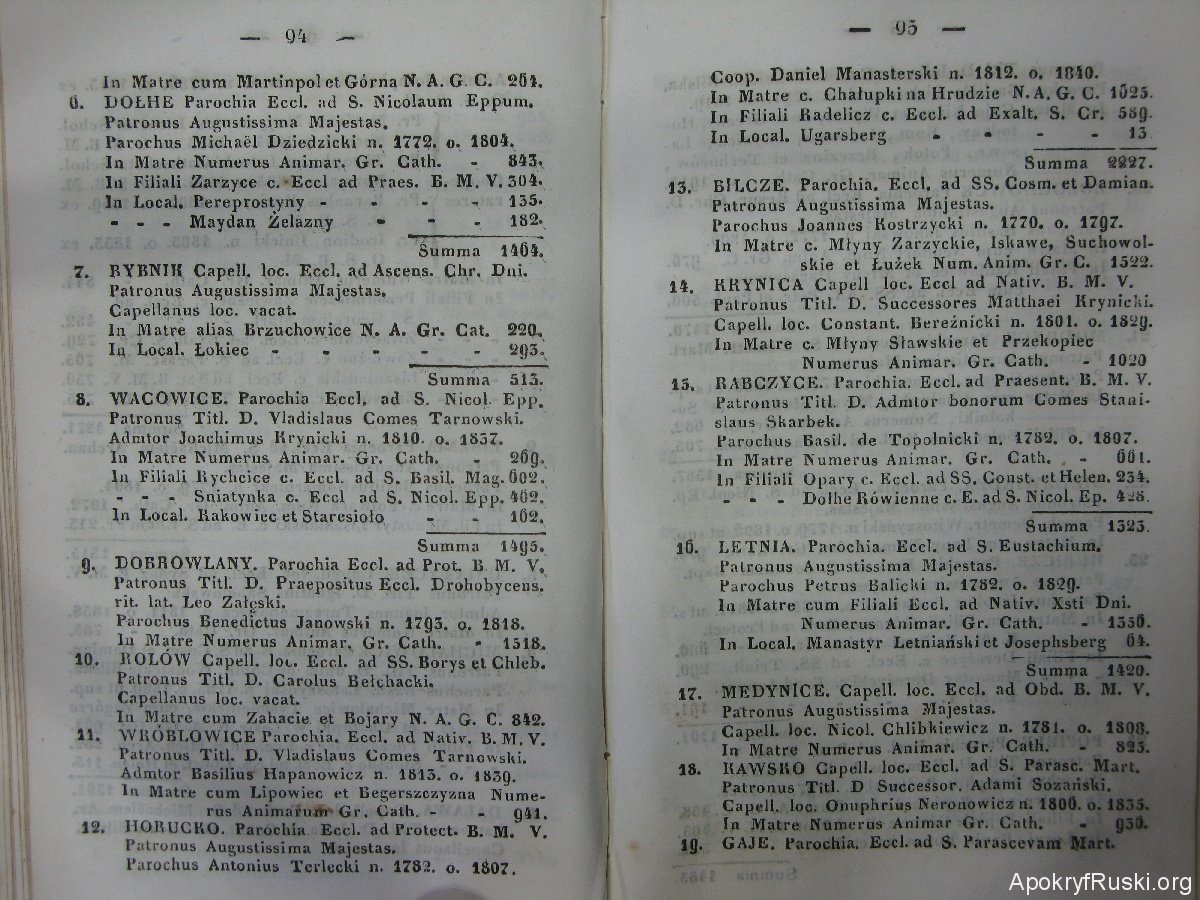 — 94 —
In Matre cum Martinpol et Górna N. A. G. C. 264.
6. DOŁHE Parochia Eccl. ad S. Nicolaum Eppum.
Patronus Augustissima Majestas.
Parochus Michaël Dziedzicki n. 1772. o. 1804.
In Matre Numerus Animar. Gr. Cath. - 843.
In Filiali Zarzyce c. Eccl ad Praes. B. M. V. 304.
In Local. Pereprostyny - - - - 135.
- - - Maydan Żelazny - - - 182.
Summa 1464.
7. RYBNIK Capell. loc. Eccl. ad Ascens. Chr. Dni.
Patronus Augustissima Majestas.
Capellanus loc. vacat.
In Matre alias Brzuchowice N. A. Gr. Cat. 220.
In Local. Łokiec - - - - - 293.
Summa 513.
8. WACOWICE. Parochia Eccl. ad S. Nicol. Epp.
Patronus Titl. D. Vladislaus Comes Tarnowski.
Admtor Joachimus Krynicki n. 1810. o. 1837.
In Matre Numerus Animar. Gr. Cath. - 269.
In Filiali Rychcice c. Eccl. ad S. Basil. Mag. 602.
- - - Sniatynka c. Eccl ad S. Nicol. Epp. 462.
In Local. Rakowiec et Staresioło - - 162.
Summa 1495.
9. DOBROWLANY. Parochia Eccl. ad Prot. B. M. V.
Patronus Titl. D. Praepositus Eccl. Drohobycens.
rit. lat. Leo Załęski.
Parochus Benedictus Janowski n. 1793. o. 1818.
In Matre Numerus Animar. Gr. Cath. - 1518.
10. ROLÓW Capell. loc. Eccl. ad SS. Borys et Chleb.
Patronus Titl. D. Carolus Bełchacki.
Capellanus loc. vacat.
In Matre cum Zahacie et Bojary N. A. G. C. 842.
11. WRÓBLOWICE Parochia. Eccl. ad Nativ. B. M. V.
Patronus Titl. D. Vladislaus Comes Tarnowski.
Admtor Basilius Hapanowicz n. 1813. o. 1839.
In Matre cum Lipowiec et Begerszczyzna Nume-
rus Animarum Gr. Cath. - - 941.
12. HORUCKO. Parochia. Eccl. ad Protect. B. M. V.
Patronus Augustissima Majestas.
Parochus Antonius Terlecki n. 1782. o. 1807.
— 95 —
Coop. Daniel Manasterski n. 1812. o. 1840.
In Matre c. Chałupki na Hrudzie N. A. G. C. 1625.
In Filiali Radelicz c. Eccl. ad Exalt. S. Cr. 589.
In Local. Ugarsberg - - - - 13.
Summa 2227.
13. BILCZE. Parochia. Eccl. ad SS. Cosm. et Damian.
Patronus Augustissima Majestas.
Parochus Joannes Kostrzycki n. 1770. o. 1797.
In Matre c. Młyny Zarzyckie, Iskawe, Suchowol-
skie et Łużek Num. Anim. Gr. C. 1522.
14. KRYNICA Capell loc. Eccl ad Nativ. B. M. V.
Patronus Titl. D. Successores Matthaei Krynicki.
Capell. loc. Constant. Bereźnicki n. 1801. o. 1829.
In Matre c. Młyny Sławskie et Przekopiec
Numerus Animar. Gr. Cath. - 1020
15. RABCZYCE. Parochia. Eccl. ad Praesent. B. M. V.
Patronus Titl. D. Admtor bonorum Comes Stani-
slaus Skarbek.
Parochus Basil. de Topolnicki n. 1782. o. 1807.
In Matre Numerus Animar. Gr. Cath. - 661.
In Filiali Opary c. Eccl. ad SS. Const. et Helen. 234.
- - Dołhe Rówienne c. E. ad S. Nicol. Ep. 428.
Summa 1323.
16. LETNIA. Parochia. Eccl. ad S. Eustachium.
Patronus Augustissima Majestas.
Parochus Petrus Balicki n. 1782. o. 1829.
In Matre cum Filiali Eccl. ad Nativ. Xsti Dni.
Numerus Animar. Gr. Cath. - 1356.
In Local. Manastyr Letniański et Josephsberg 64.
Summa 1420.
17. MEDYNICE. Capell. loc. Eccl. ad Obd. B. M. V.
Patronus Augustissima Majestas.
Capell. loc. Nicol. Chlibkiewicz n. 1781. o. 1808.
In Matre Numerus Animar. Gr. Cath. - 823.
18. KAWSKO Capell. loc. Eccl. ad S. Parasc. Mart.
Patronus Titl. D Successor. Adami Sozański.
Capell. loc. Onuphrius Neronowicz n. 1806. o. 1835.
In Matre Numerus Animar Gr. Cath. - 936.
19. GAJE. Parochia. Eccl. ad S. Parascevam Mart.
ApokryfRuski.org